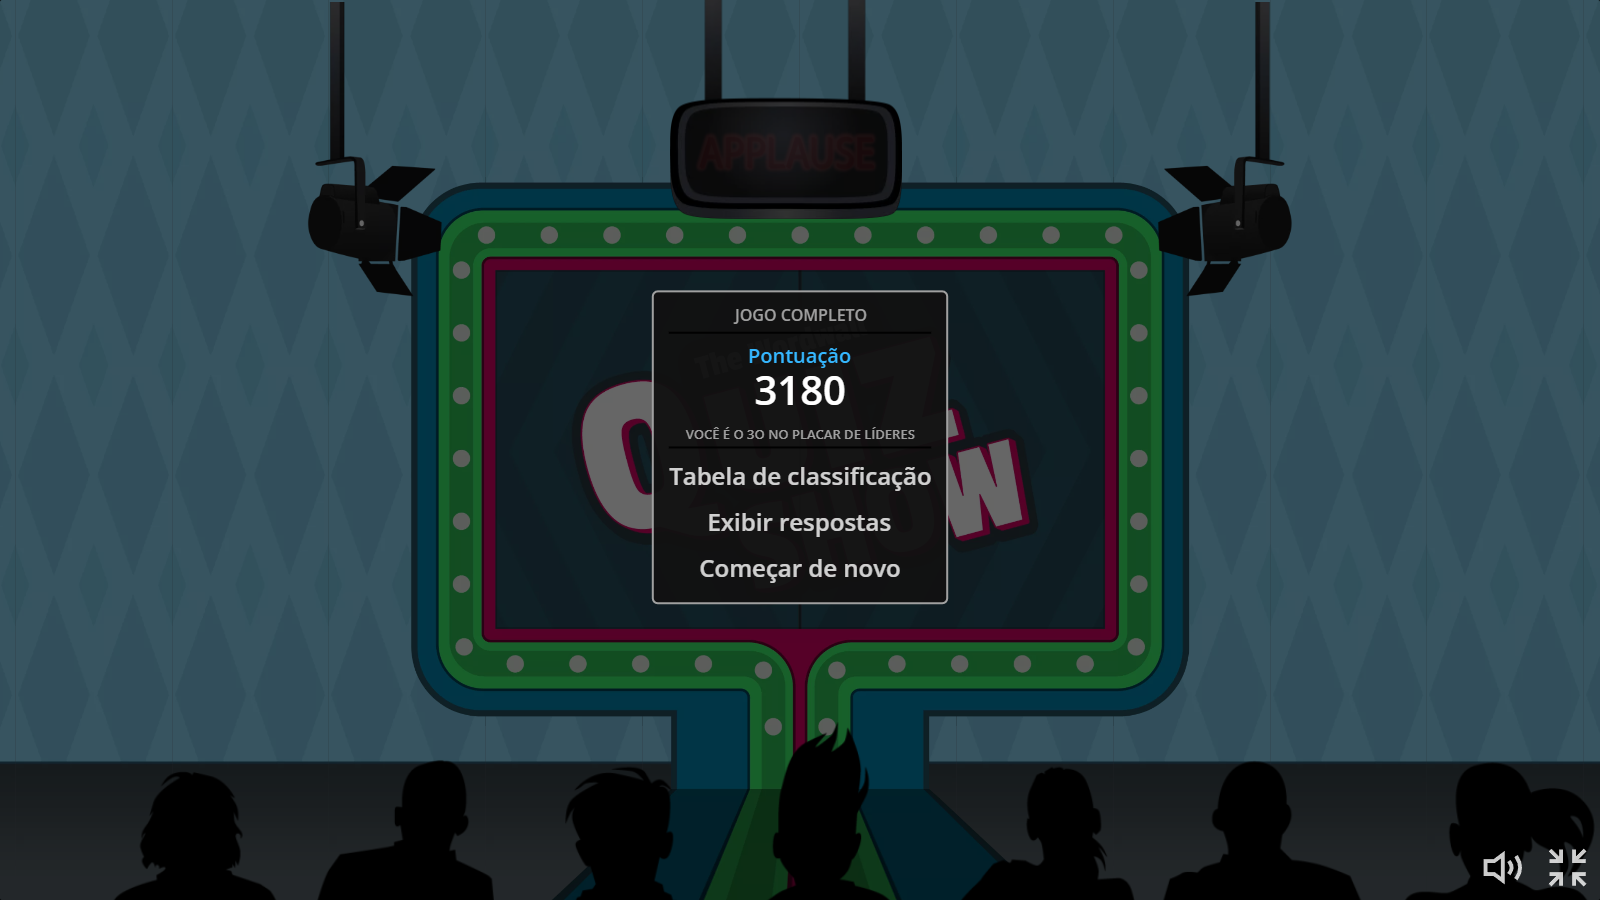 APPLAUSE
JOGO COMPLETO
Pontuação
3180
VOCÊ É O 3O NO PLACAR DE LÍDERES
Tabela de classificação
Exibir respostas
Começar de novo